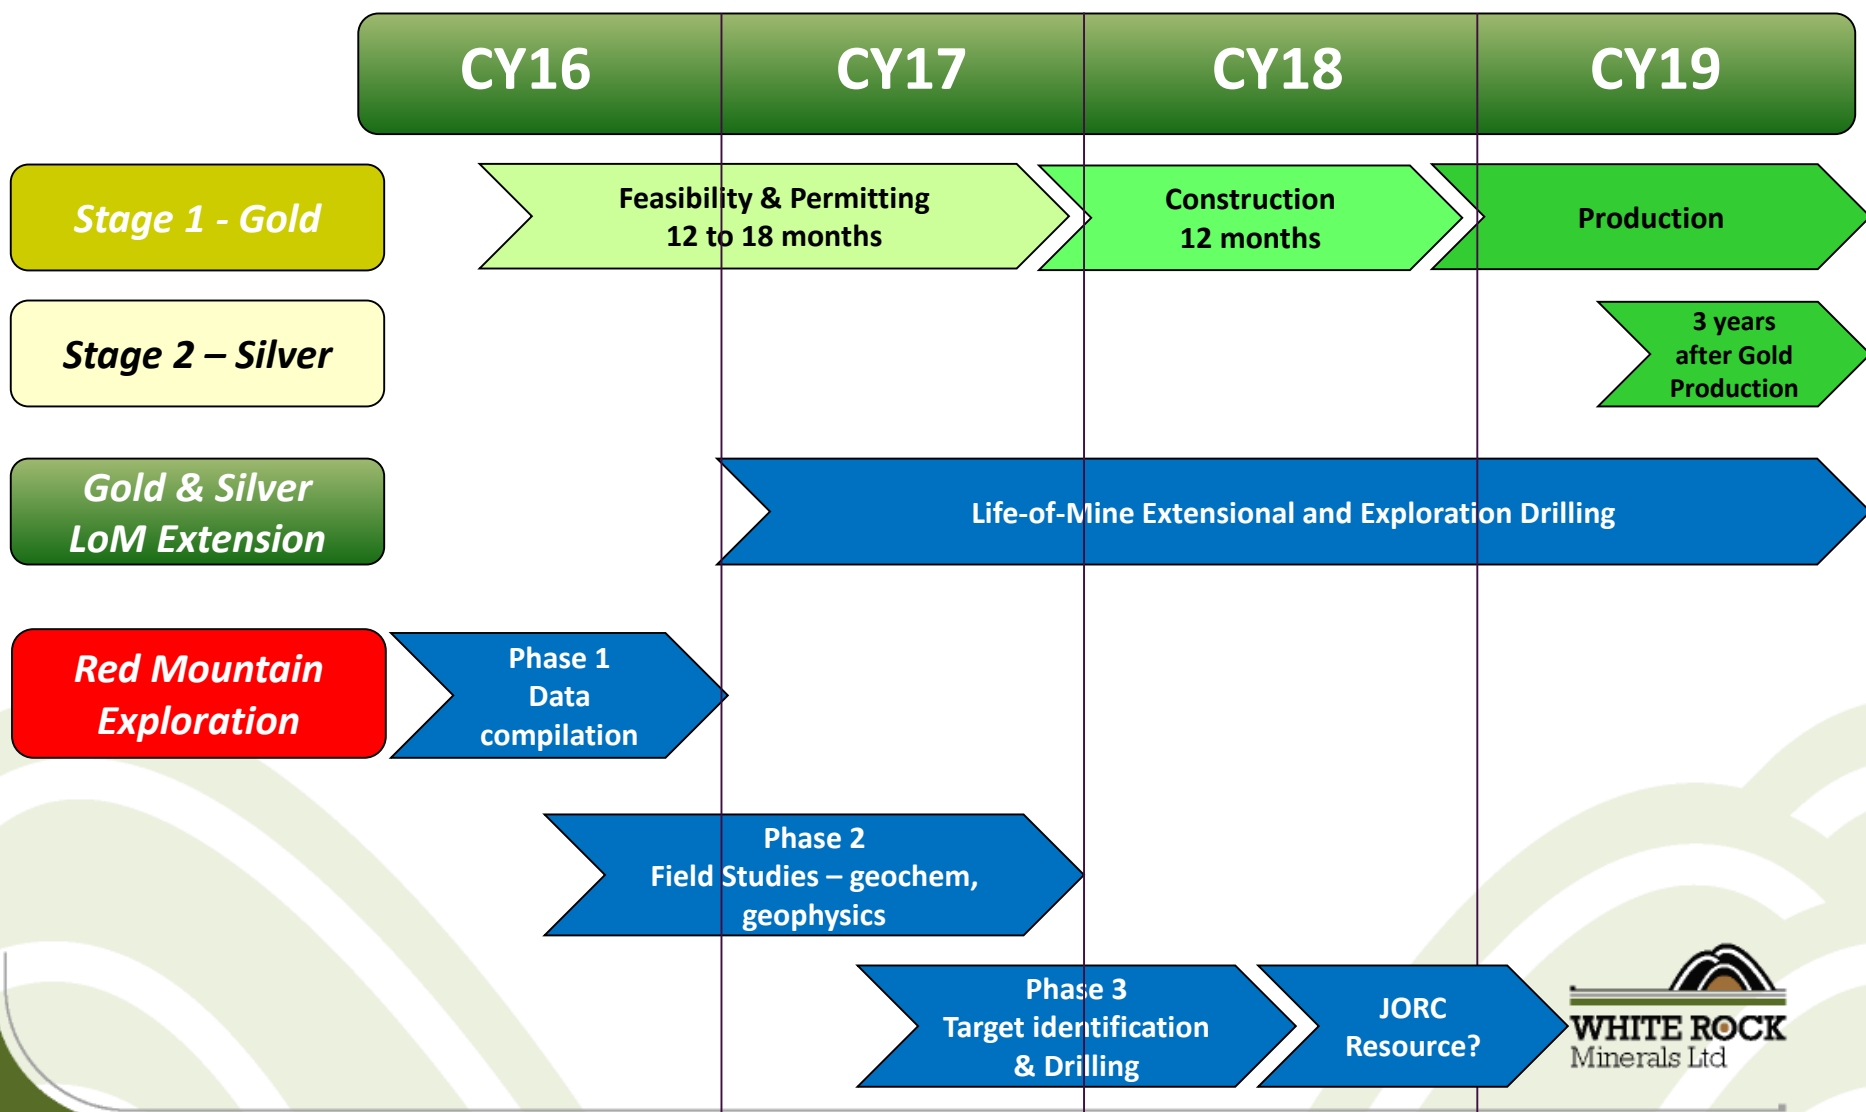 CY16
CY17
CY18
CY19
Stage 1 - Gold
Feasibility & Permitting
12 to 18 months
Construction
12 months
Production
Stage 2 – Silver
3 years
after Gold
Production
Gold & Silver
LoM Extension
Life-of-Mine Extensional and Exploration Drilling
Red Mountain
Exploration
Phase 1
Data
compilation
Phase 2
Field Studies – geochem,
geophysics
Phase 3
Target identification
& Drilling
JORC
Resource?
WHITE ROCK
Minerals Ltd